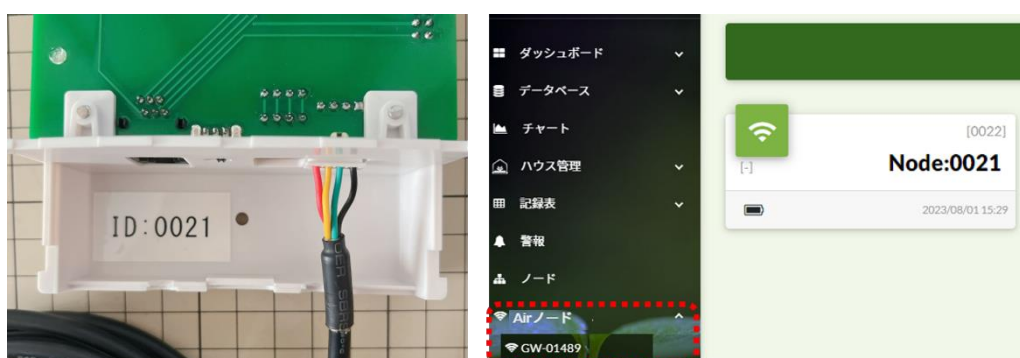 ID:0021
ダッシュボード
データベース
チャート
ハウス管理
記録表
警報
ノード
Airノード
GW-01489
[0022]
Node:0021
[-]
2023/08/01 15:29